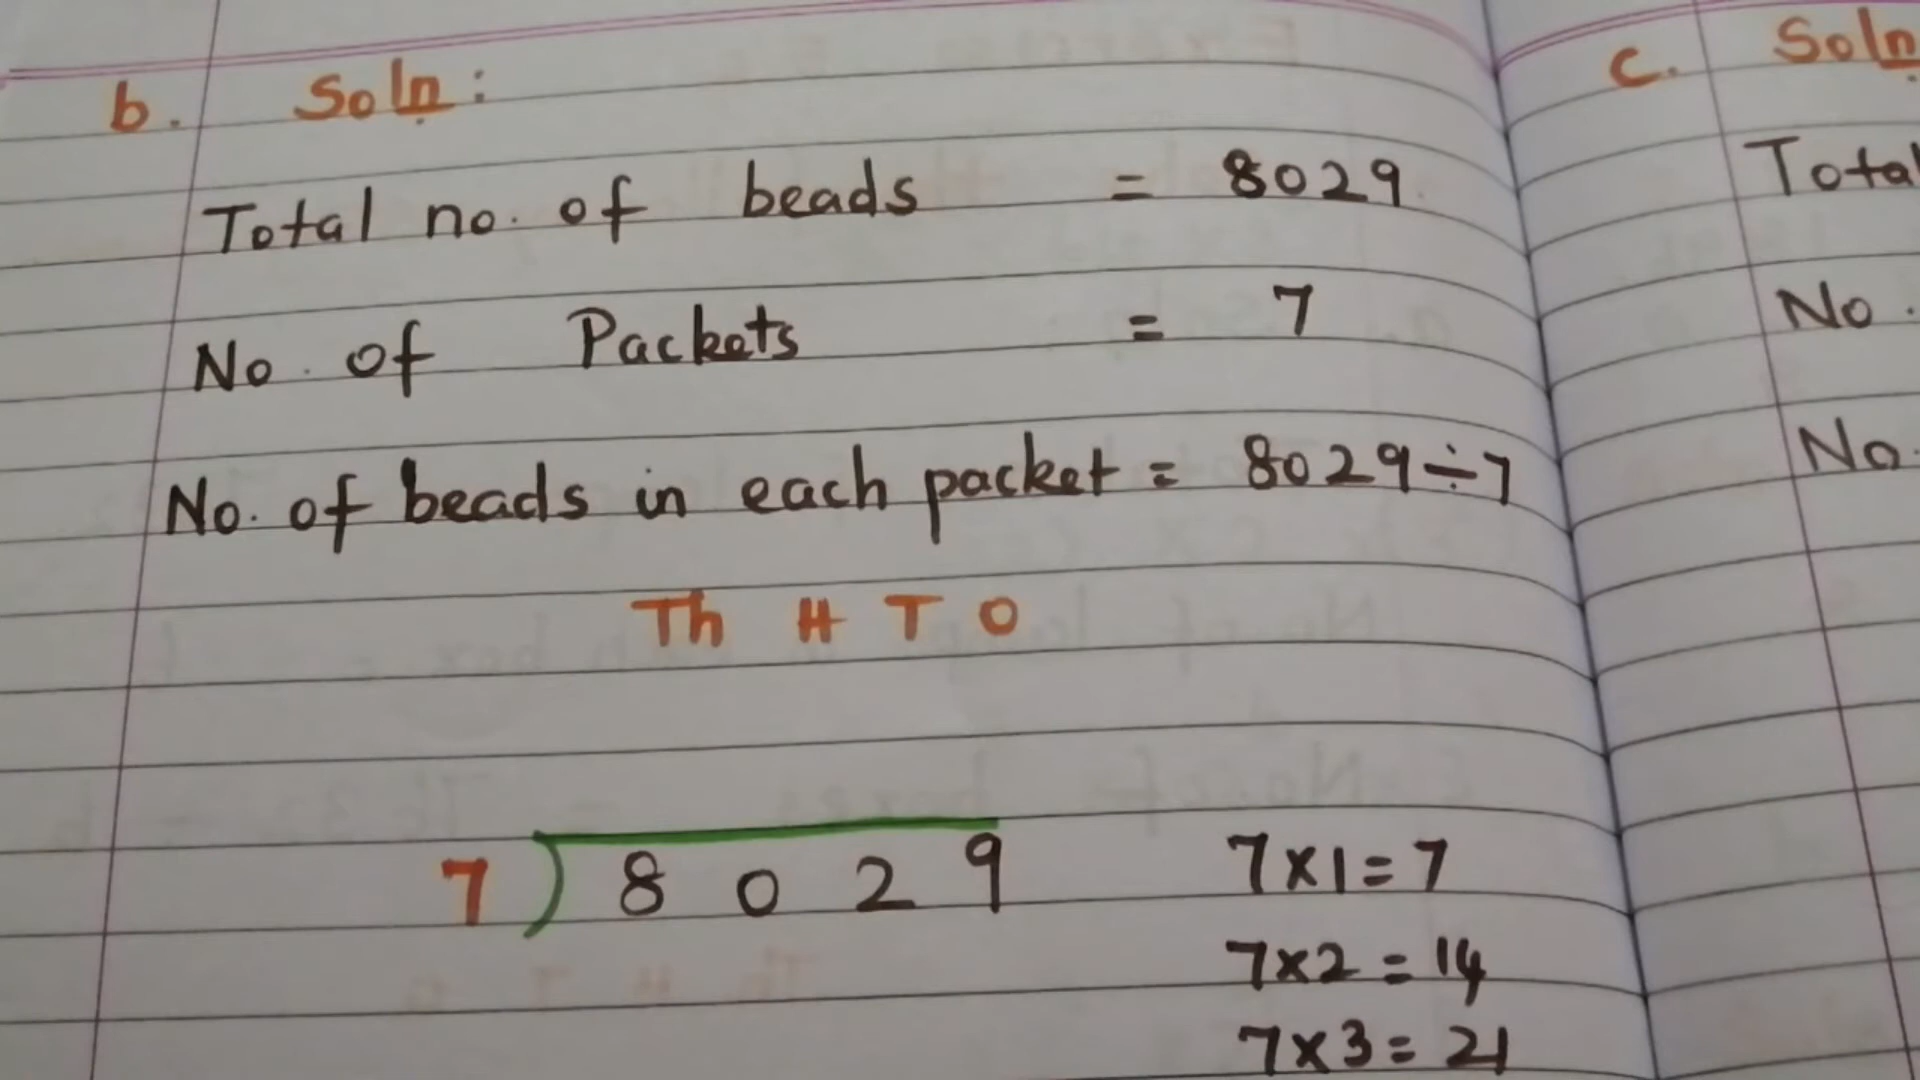 b. Soln:
Total no. of beads = 8029
No. of Packets = 7
No. of beads in each packet = 8029÷7
Th H T O
7 ) 8 0 2 9
7x1=7
7x2=14
7x3=21
c. Soln
Total
No.
No.